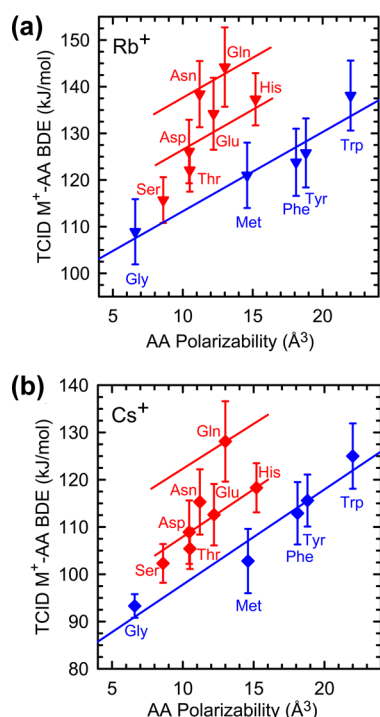 (a)
Rb+
150
140
130
120
110
100
TCID M+-AA BDE (kJ/mol)
Gln
Asn
His
Asp
Glu
Ser
Thr
Trp
Tyr
Phe
Met
Gly
5 10 15 20
AA Polarizability (Å3)
(b)
Cs+
140
130
120
110
100
90
80
TCID M+-AA BDE (kJ/mol)
Gln
Asn
His
Glu
Asp
Thr
Ser
Trp
Tyr
Phe
Met
Gly
5 10 15 20
AA Polarizability (Å3)